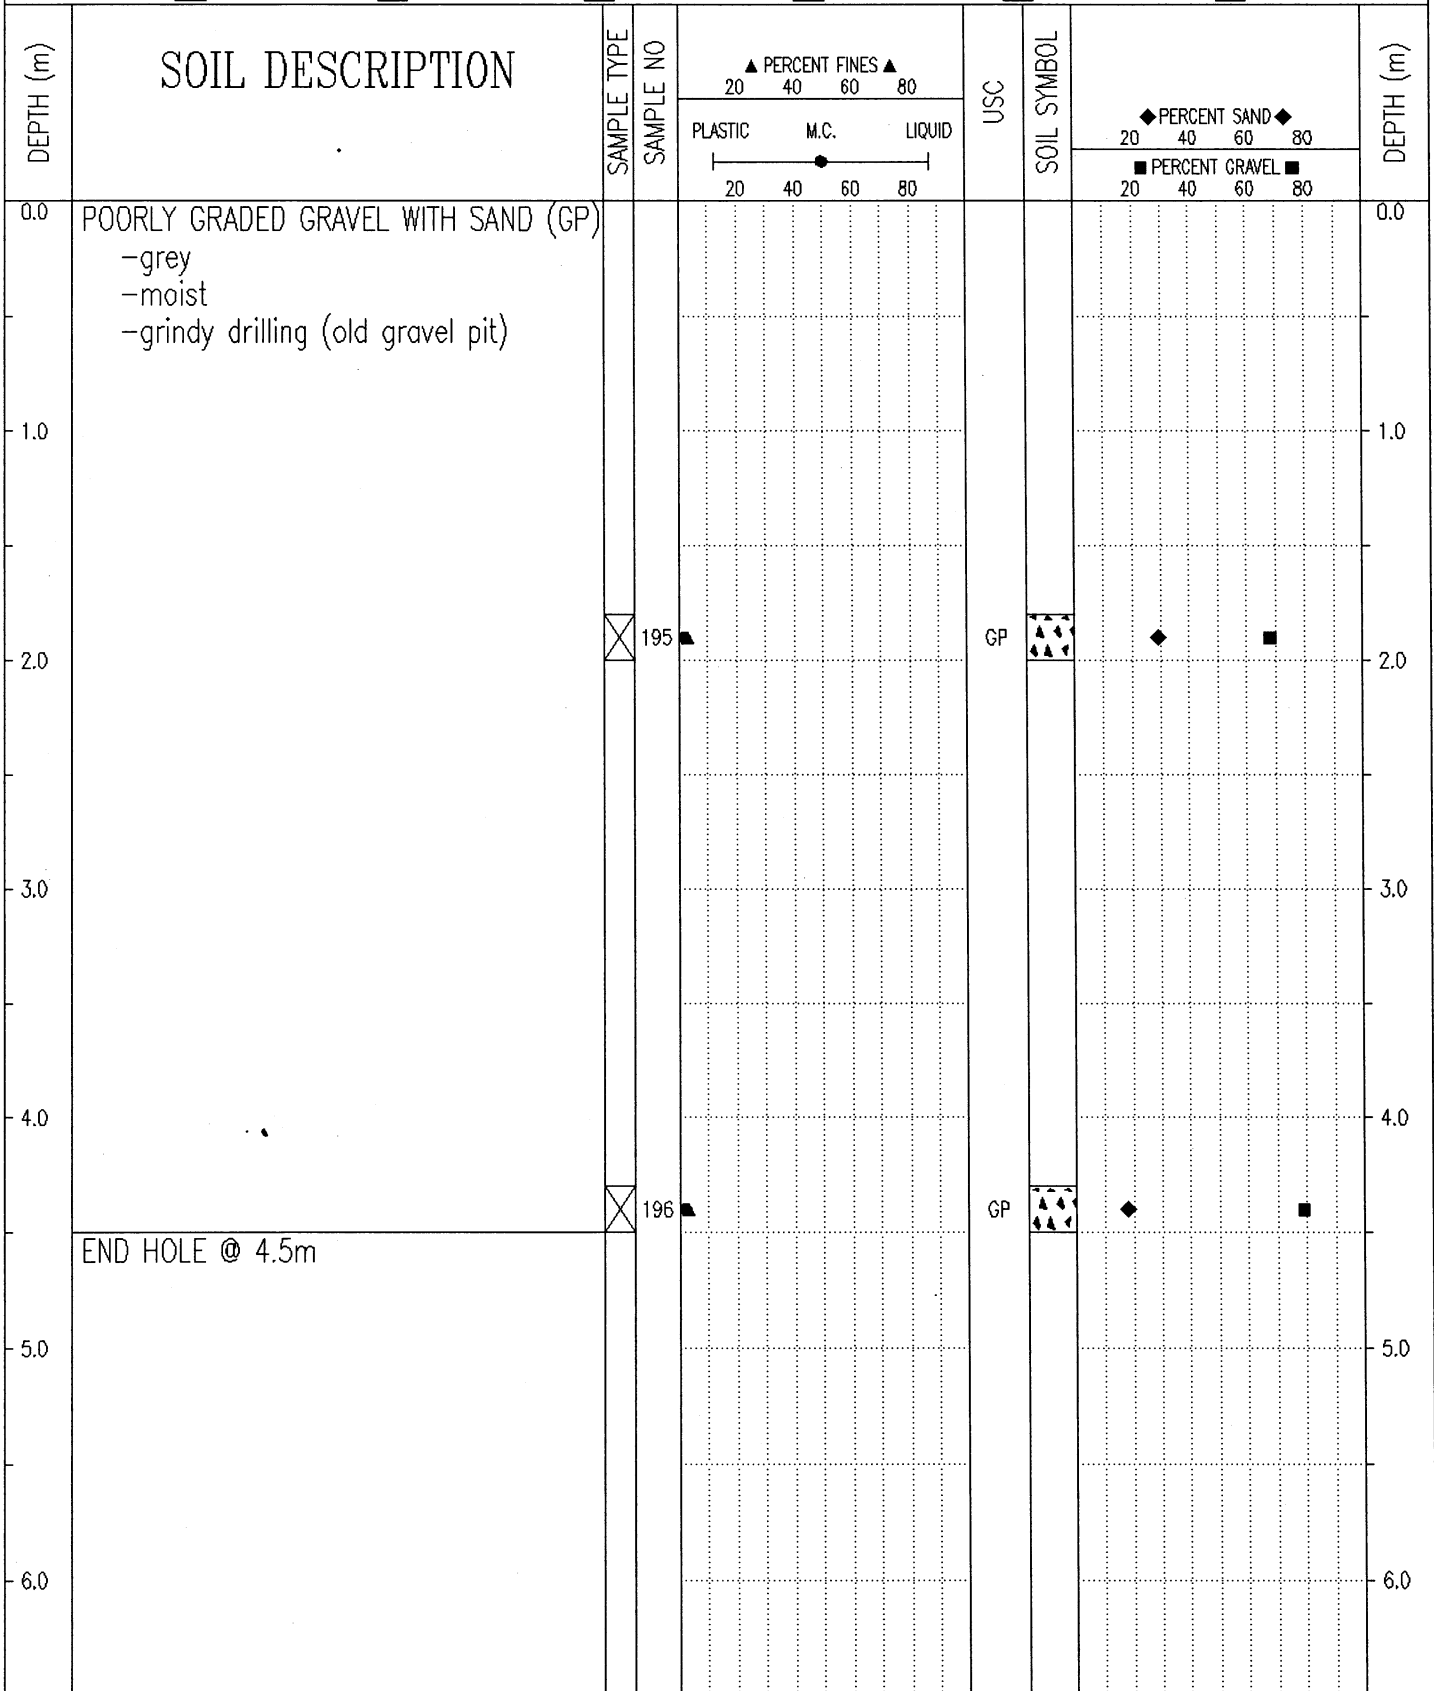 DEPTH (m)
SOIL DESCRIPTION
SAMPLE TYPE
SAMPLE NO
▲ PERCENT FINES ▲
20 40 60 80
PLASTIC M.C. LIQUID
20 40 60 80
USC
SOIL SYMBOL
◆ PERCENT SAND ◆
20 40 60 80
■ PERCENT GRAVEL ■
20 40 60 80
DEPTH (m)
0.0 POORLY GRADED GRAVEL WITH SAND (GP) 0.0
-grey
-moist
-grindy drilling (old gravel pit)
1.0 1.0
195 GP
2.0 2.0
3.0 3.0
4.0 4.0
196 GP
END HOLE @ 4.5m
5.0 5.0
6.0 6.0